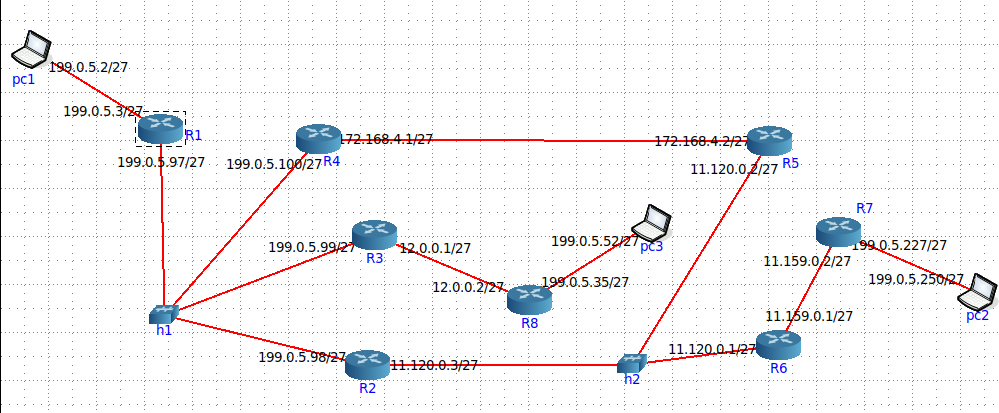 199.0.5.2/27
pc1
199.0.5.3/27
R1
199.0.5.97/27
172.168.4.1/27
R4
199.0.5.100/27
172.168.4.2/27
R5
11.120.0.2/27
R7
199.0.5.227/27
11.159.0.2/27
199.0.5.250/27
pc2
199.0.5.52/27
pc3
199.0.5.99/27
R3
12.0.0.1/27
12.0.0.2/27
199.0.5.35/27
R8
11.159.0.1/27
h1
199.0.5.98/27
R2
11.120.0.3/27
h2
11.120.0.1/27
R6